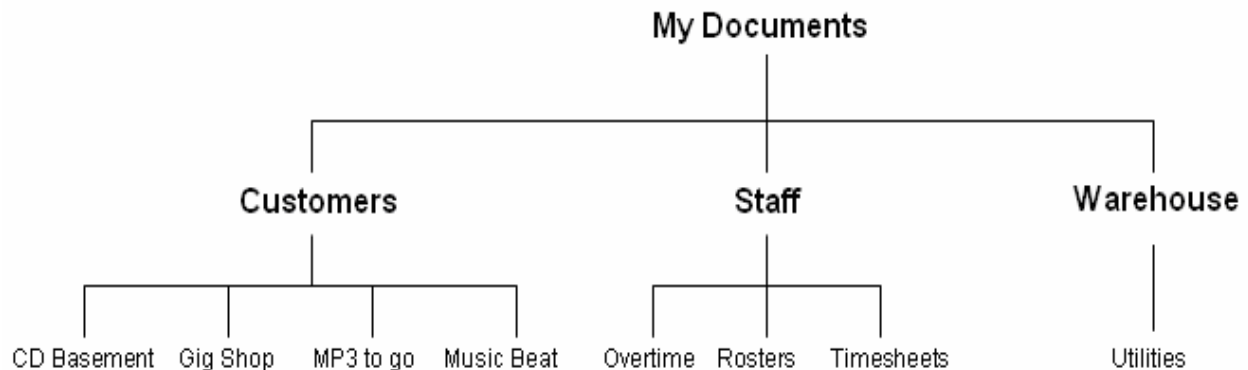 My Documents
Customers Staff Warehouse
CD Basement Gig Shop MP3 to go Music Beat Overtime Rosters Timesheets Utilities